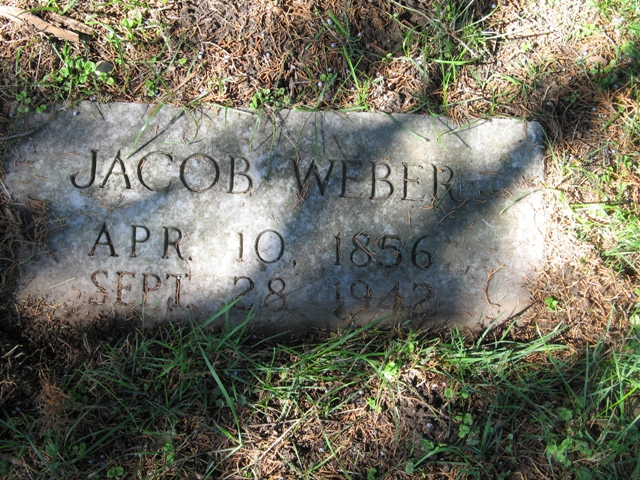 JACOB WEBER
APR. 10, 1856
SEPT 28 1942